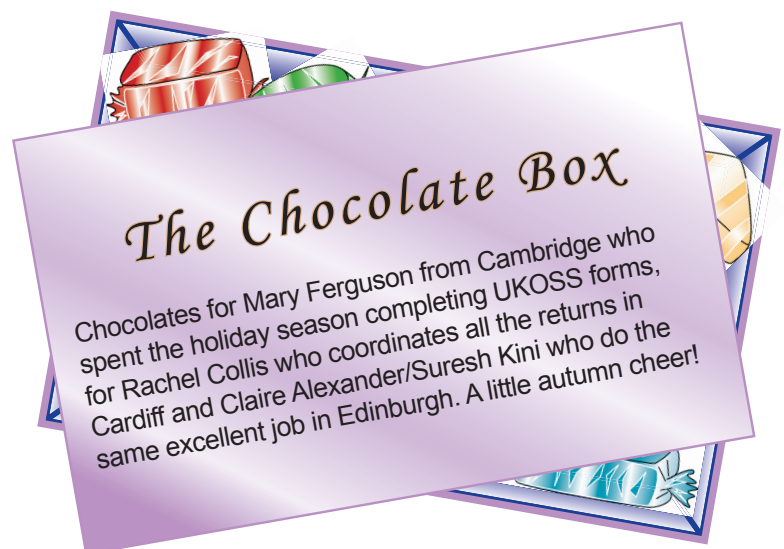 The Chocolate Box
Chocolates for Mary Ferguson from Cambridge who
spent the holiday season completing UKOSS forms,
for Rachel Collis who coordinates all the returns in
Cardiff and Claire Alexander/Suresh Kini who do the
same excellent job in Edinburgh. A little autumn cheer!